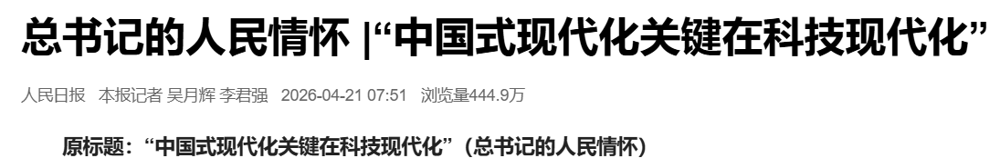 总书记的人民情怀 |“中国式现代化关键在科技现代化”
人民日报 本报记者 吴月辉 李君强 2026-04-21 07:51 浏览量444.9万
原标题：“中国式现代化关键在科技现代化”（总书记的人民情怀）